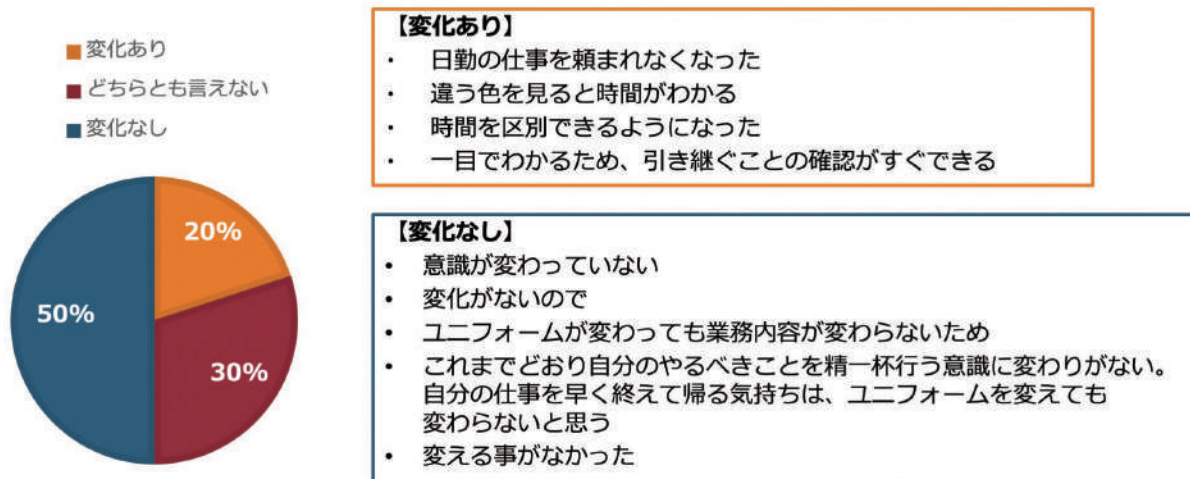 変化あり
どちらとも言えない
変化なし
20%
50%
30%
【変化あり】
・ 日勤の仕事を頼まれなくなった
・ 違う色を見ると時間がわかる
・ 時間を区別できるようになった
・ 一目でわかるため、引き継ぐことの確認がすぐできる
【変化なし】
• 意識が変わっていない
• 変化がないので
• ユニフォームが変わっても業務内容が変わらないため
• これまでどおり自分のやるべきことを精一杯行う意識に変わりがない。
自分の仕事を早く終えて帰る気持ちは、ユニフォームを変えても
変わらないと思う
• 変える事がなかった